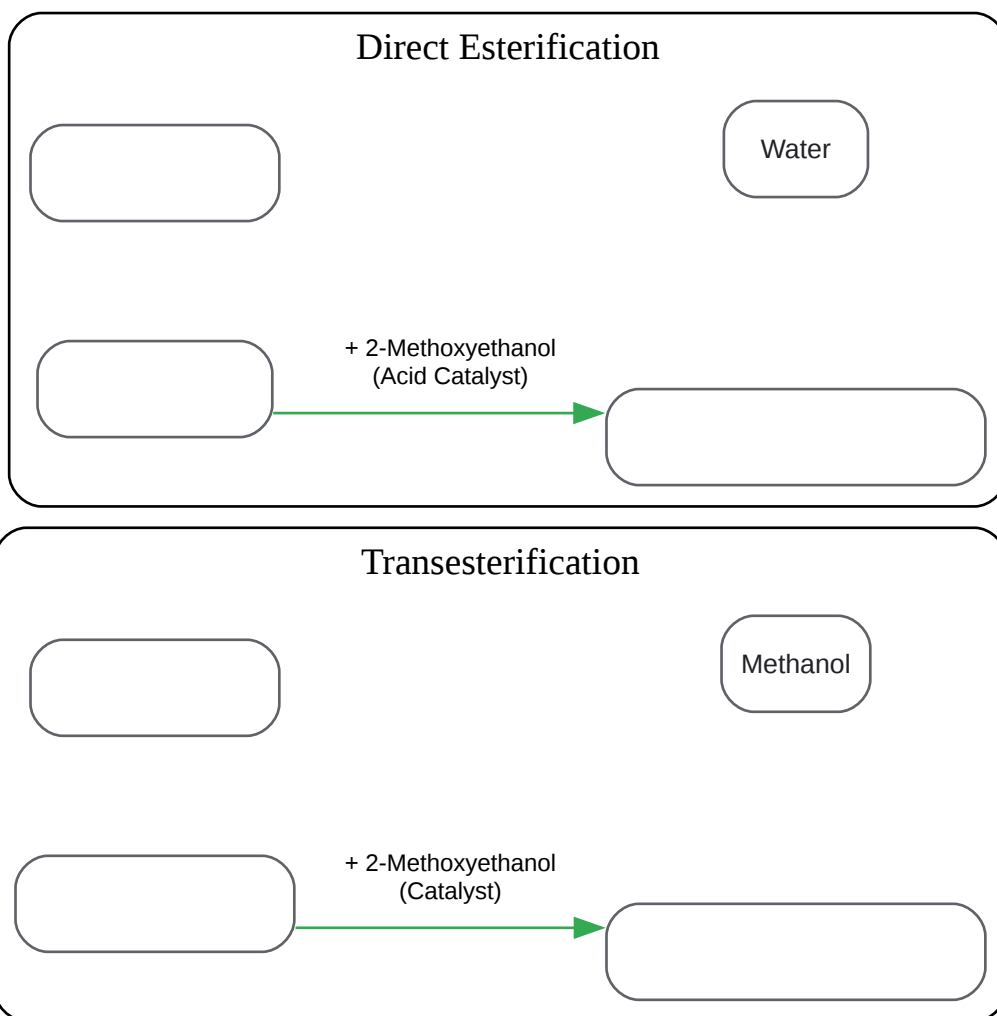 Direct Esterification
Water
+ 2-Methoxyethanol
(Acid Catalyst)
Transesterification
Methanol
+ 2-Methoxyethanol
(Catalyst)